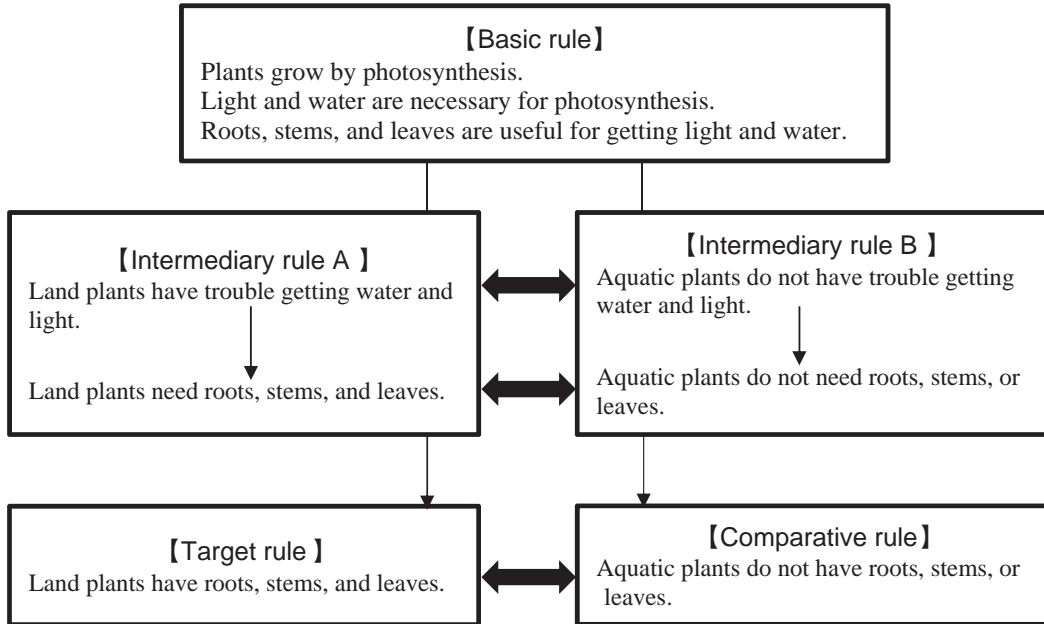 【Basic rule】
Plants grow by photosynthesis.
Light and water are necessary for photosynthesis.
Roots, stems, and leaves are useful for getting light and water.
【Intermediary rule A 】
Land plants have trouble getting water and
light.
Land plants need roots, stems, and leaves.
【Intermediary rule B 】
Aquatic plants do not have trouble getting
water and light.
Aquatic plants do not need roots, stems, or
leaves.
【Target rule 】
Land plants have roots, stems, and leaves.
【Comparative rule】
Aquatic plants do not have roots, stems, or
leaves.